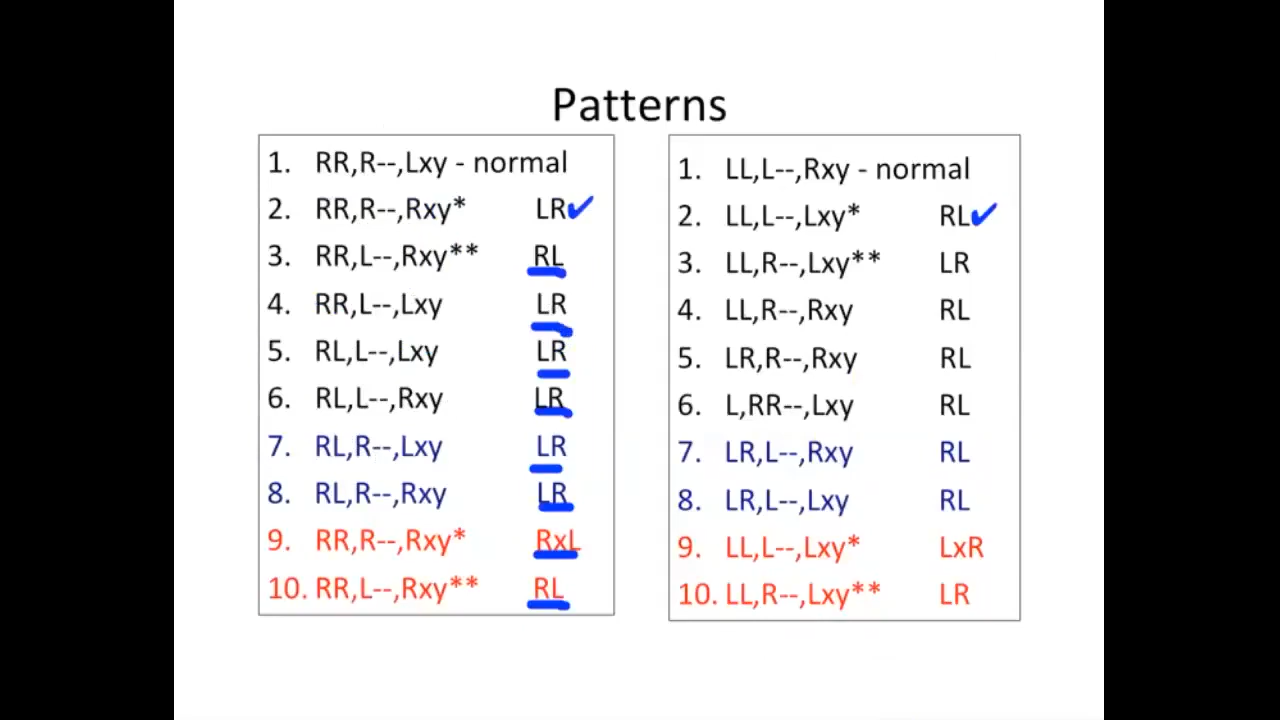 Patterns
1. RR,R--,Lxy - normal
2. RR,R--,Rxy* LR✔
3. RR,L--,Rxy** RL
4. RR,L--,Lxy LR
5. RL,L--,Lxy LR
6. RL,L--,Rxy LR
7. RL,R--,Lxy LR
8. RL,R--,Rxy LR
9. RR,R--,Rxy* RxL
10. RR,L--,Rxy** RL
1. LL,L--,Rxy - normal
2. LL,L--,Lxy* RL✔
3. LL,R--,Lxy** LR
4. LL,R--,Rxy RL
5. LR,R--,Rxy RL
6. L,RR--,Lxy RL
7. LR,L--,Rxy RL
8. LR,L--,Lxy RL
9. LL,L--,Lxy* LxR
10. LL,R--,Lxy** LR